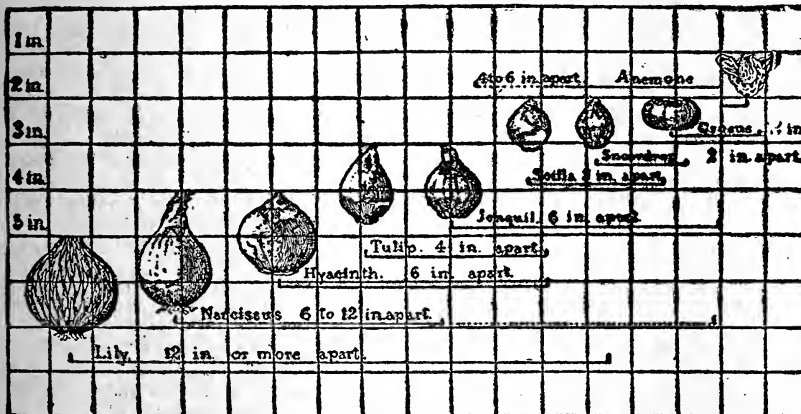 1 in.
2 in.
4 to 6 in. apart Anemone
3 in.
Crocus in
Snowdrop 2 in. apart.
4 in.
Scilla 2 in. apart
5 in.
Jonquil. 6 in. apart.
Tulip. 4 in. apart.
Hyacinth. 6 in. apart.
Narcissus 6 to 12 in. apart.
Lily, 12 in. or more apart.